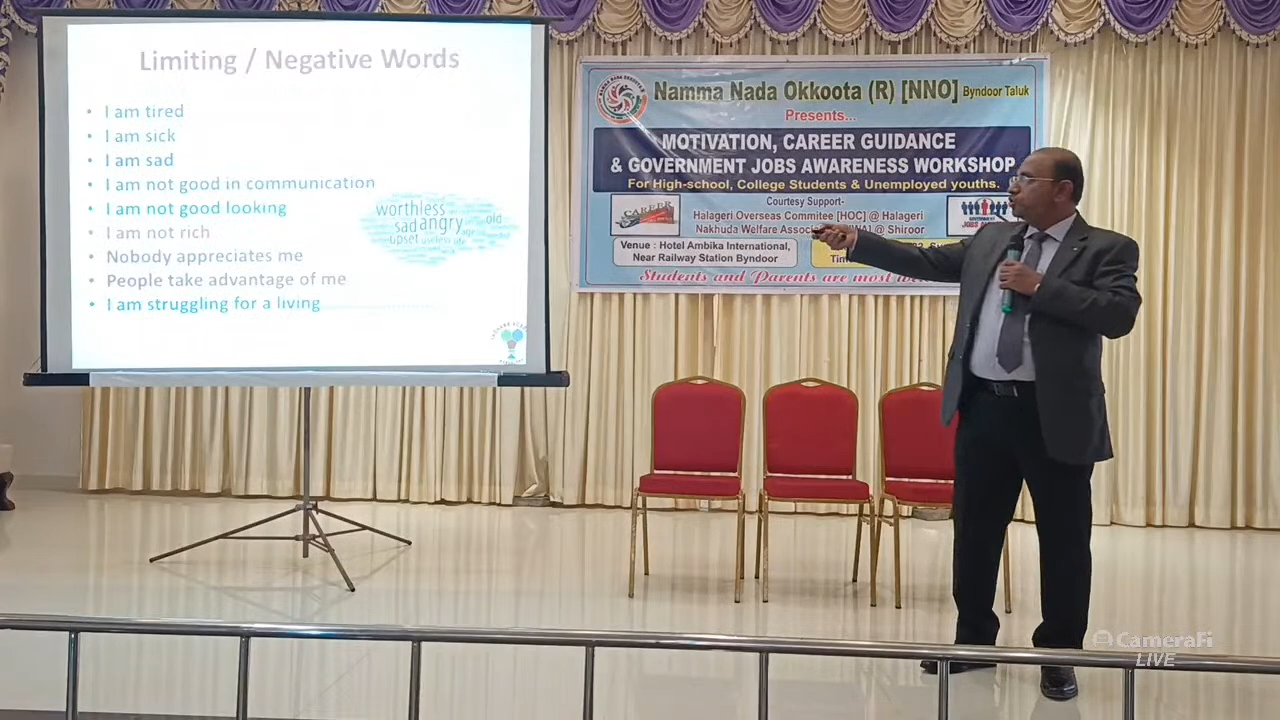 Limiting / Negative Words
• I am tired
• I am sick
• I am sad
• I am not good in communication
• I am not good looking
• I am not rich
• Nobody appreciates me
• People take advantage of me
• I am struggling for a living
worthless
sad angry old
upset useless
Namma Nada Okkoota (R) [NNO] Byndoor Taluk
Presents...
MOTIVATION, CAREER GUIDANCE
& GOVERNMENT JOBS AWARENESS WORKSHOP
For High-school, College Students & Unemployed youths.
Courtesy Support-
Halageri Overseas Commitee [HOC] @ Halageri
Nakhuda Welfare @ Shiroor
CAREER
Venue : Hotel Ambika International,
Near Railway Station Byndoor
Students and Parents are most
CameraFi
LIVE